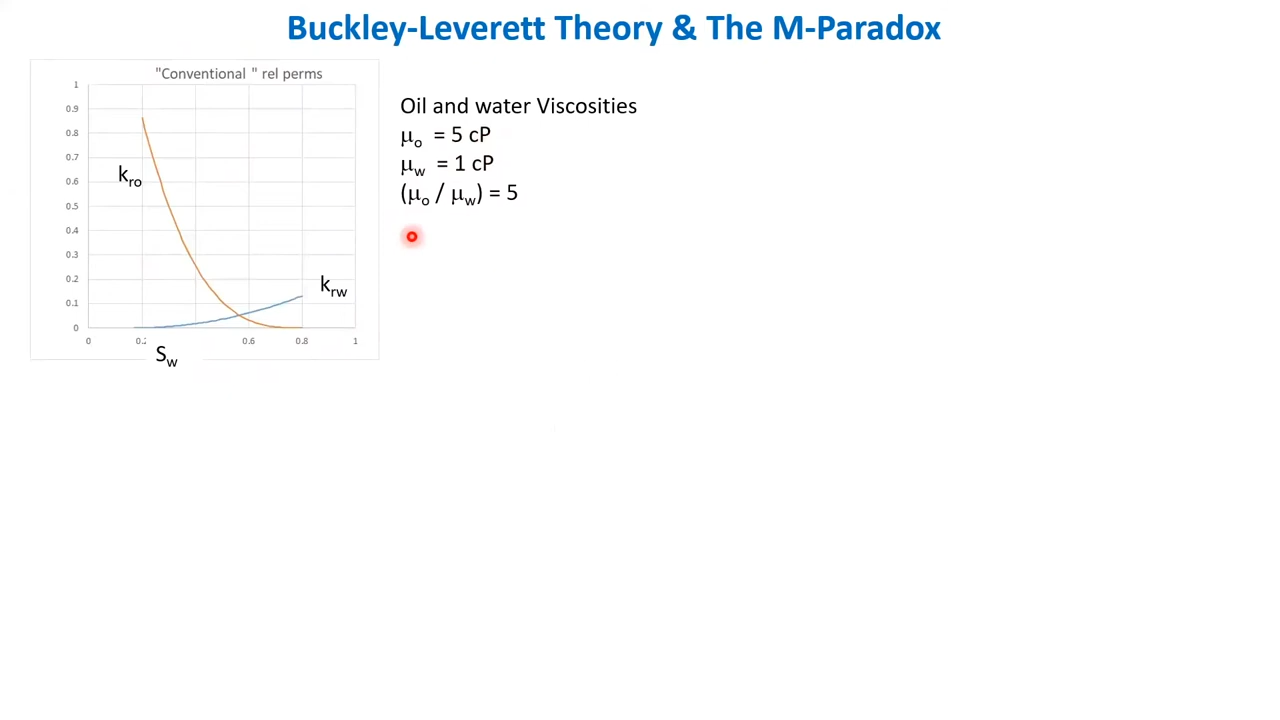 Buckley-Leverett Theory & The M-Paradox
"Conventional " rel perms
1
0.9
0.8
0.7
0.6
0.5
0.4
0.3
0.2
0.1
0
kro
krw
0 0.2 0.6 0.8 1
Sw
Oil and water Viscosities
μo = 5 cP
μw = 1 cP
(μo / μw) = 5